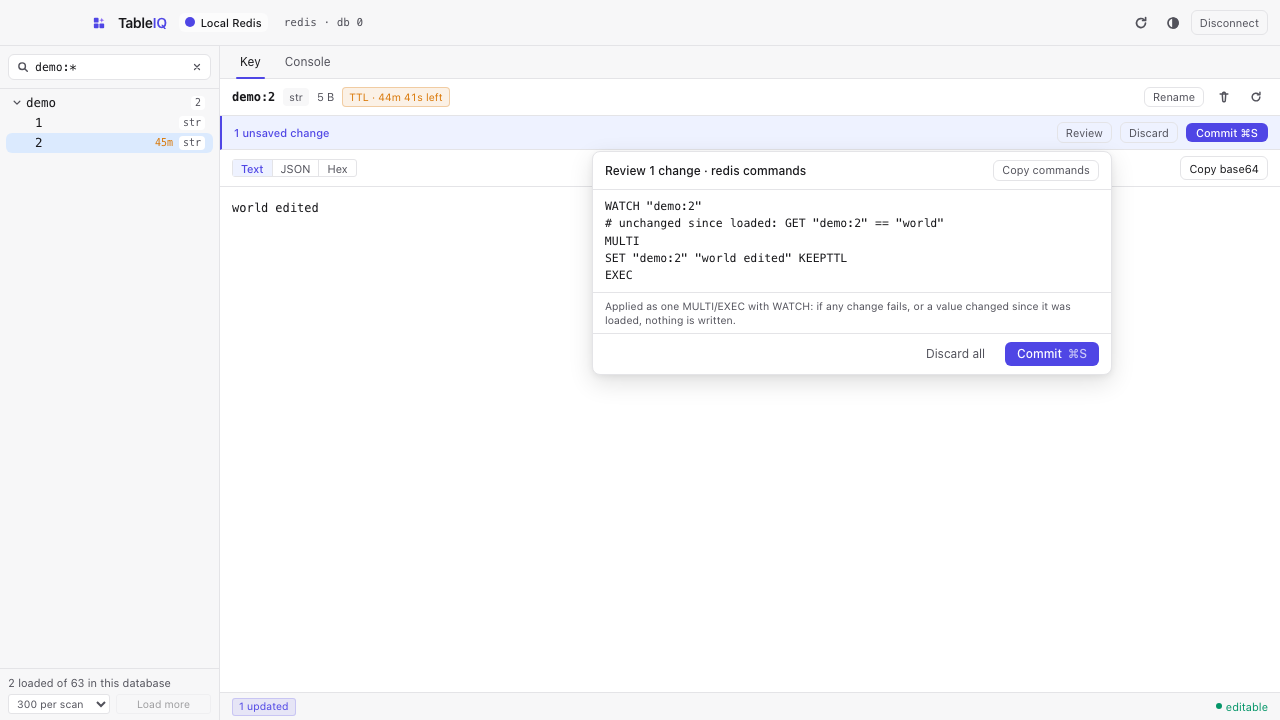 TableIQ
Local Redis
redis · db 0
Disconnect
demo:*
Key
Console
demo
2
1
str
2
45m
str
demo:2
str
5 B
TTL · 44m 41s left
Rename
1 unsaved change
Review
Discard
Commit ⌘S
Text
JSON
Hex
Copy base64
world edited
Review 1 change · redis commands
Copy commands
WATCH "demo:2"
# unchanged since loaded: GET "demo:2" == "world"
MULTI
SET "demo:2" "world edited" KEEPTTL
EXEC
Applied as one MULTI/EXEC with WATCH: if any change fails, or a value changed since it was
loaded, nothing is written.
Discard all
Commit ⌘S
2 loaded of 63 in this database
300 per scan
Load more
1 updated
editable